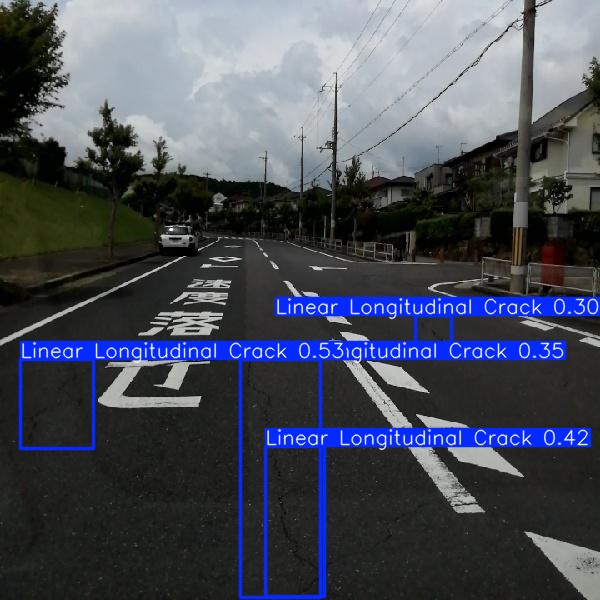 Linear Longitudinal Crack 0.30
Linear Longitudinal Crack 0.53
gitudinal Crack 0.35
Linear Longitudinal Crack 0.42
速度
落
せ